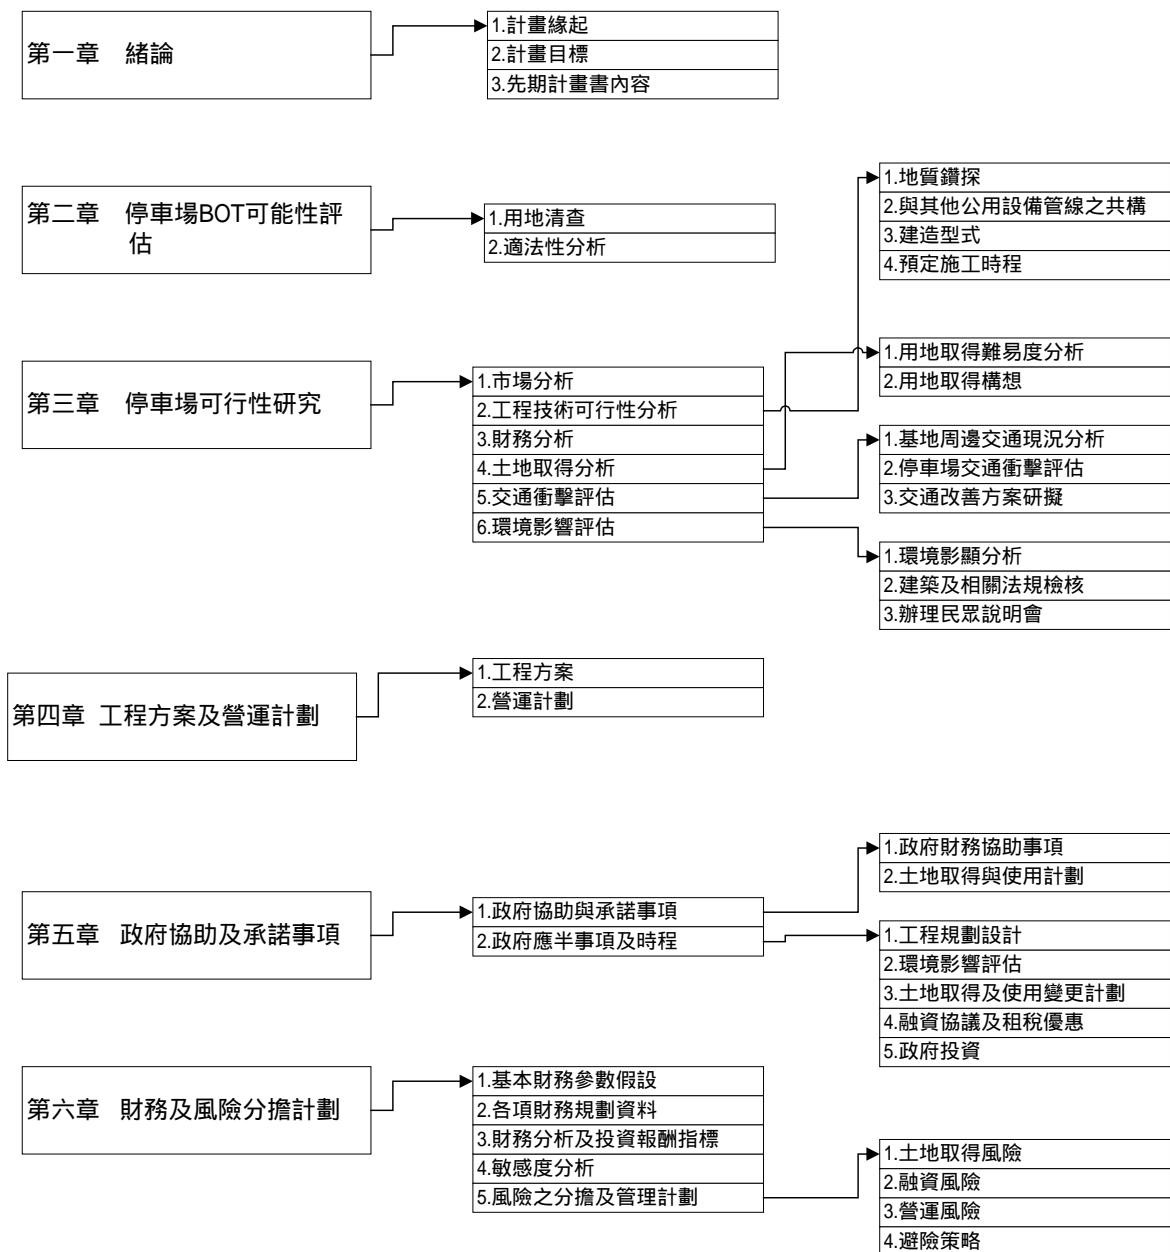 第一章　緒論
1.計畫緣起
2.計畫目標
3.先期計畫書內容
第二章　停車場BOT可能性評
估
1.用地清查
2.適法性分析
1.地質鑽探
2.與其他公用設備管線之共構
3.建造型式
4.預定施工時程
第三章　停車場可行性研究
1.市場分析
2.工程技術可行性分析
3.財務分析
4.土地取得分析
5.交通衝擊評估
6.環境影響評估
1.用地取得難易度分析
2.用地取得構想
1.基地周邊交通現況分析
2.停車場交通衝擊評估
3.交通改善方案研擬
1.環境影顯分析
2.建築及相關法規檢核
3.辦理民眾說明會
第四章 工程方案及營運計劃
1.工程方案
2.營運計劃
第五章　政府協助及承諾事項
1.政府協助與承諾事項
2.政府應半事項及時程
1.政府財務協助事項
2.土地取得與使用計劃
1.工程規劃設計
2.環境影響評估
3.土地取得及使用變更計劃
4.融資協議及租稅優惠
5.政府投資
第六章　財務及風險分擔計劃
1.基本財務參數假設
2.各項財務規劃資料
3.財務分析及投資報酬指標
4.敏感度分析
5.風險之分擔及管理計劃
1.土地取得風險
2.融資風險
3.營運風險
4.避險策略